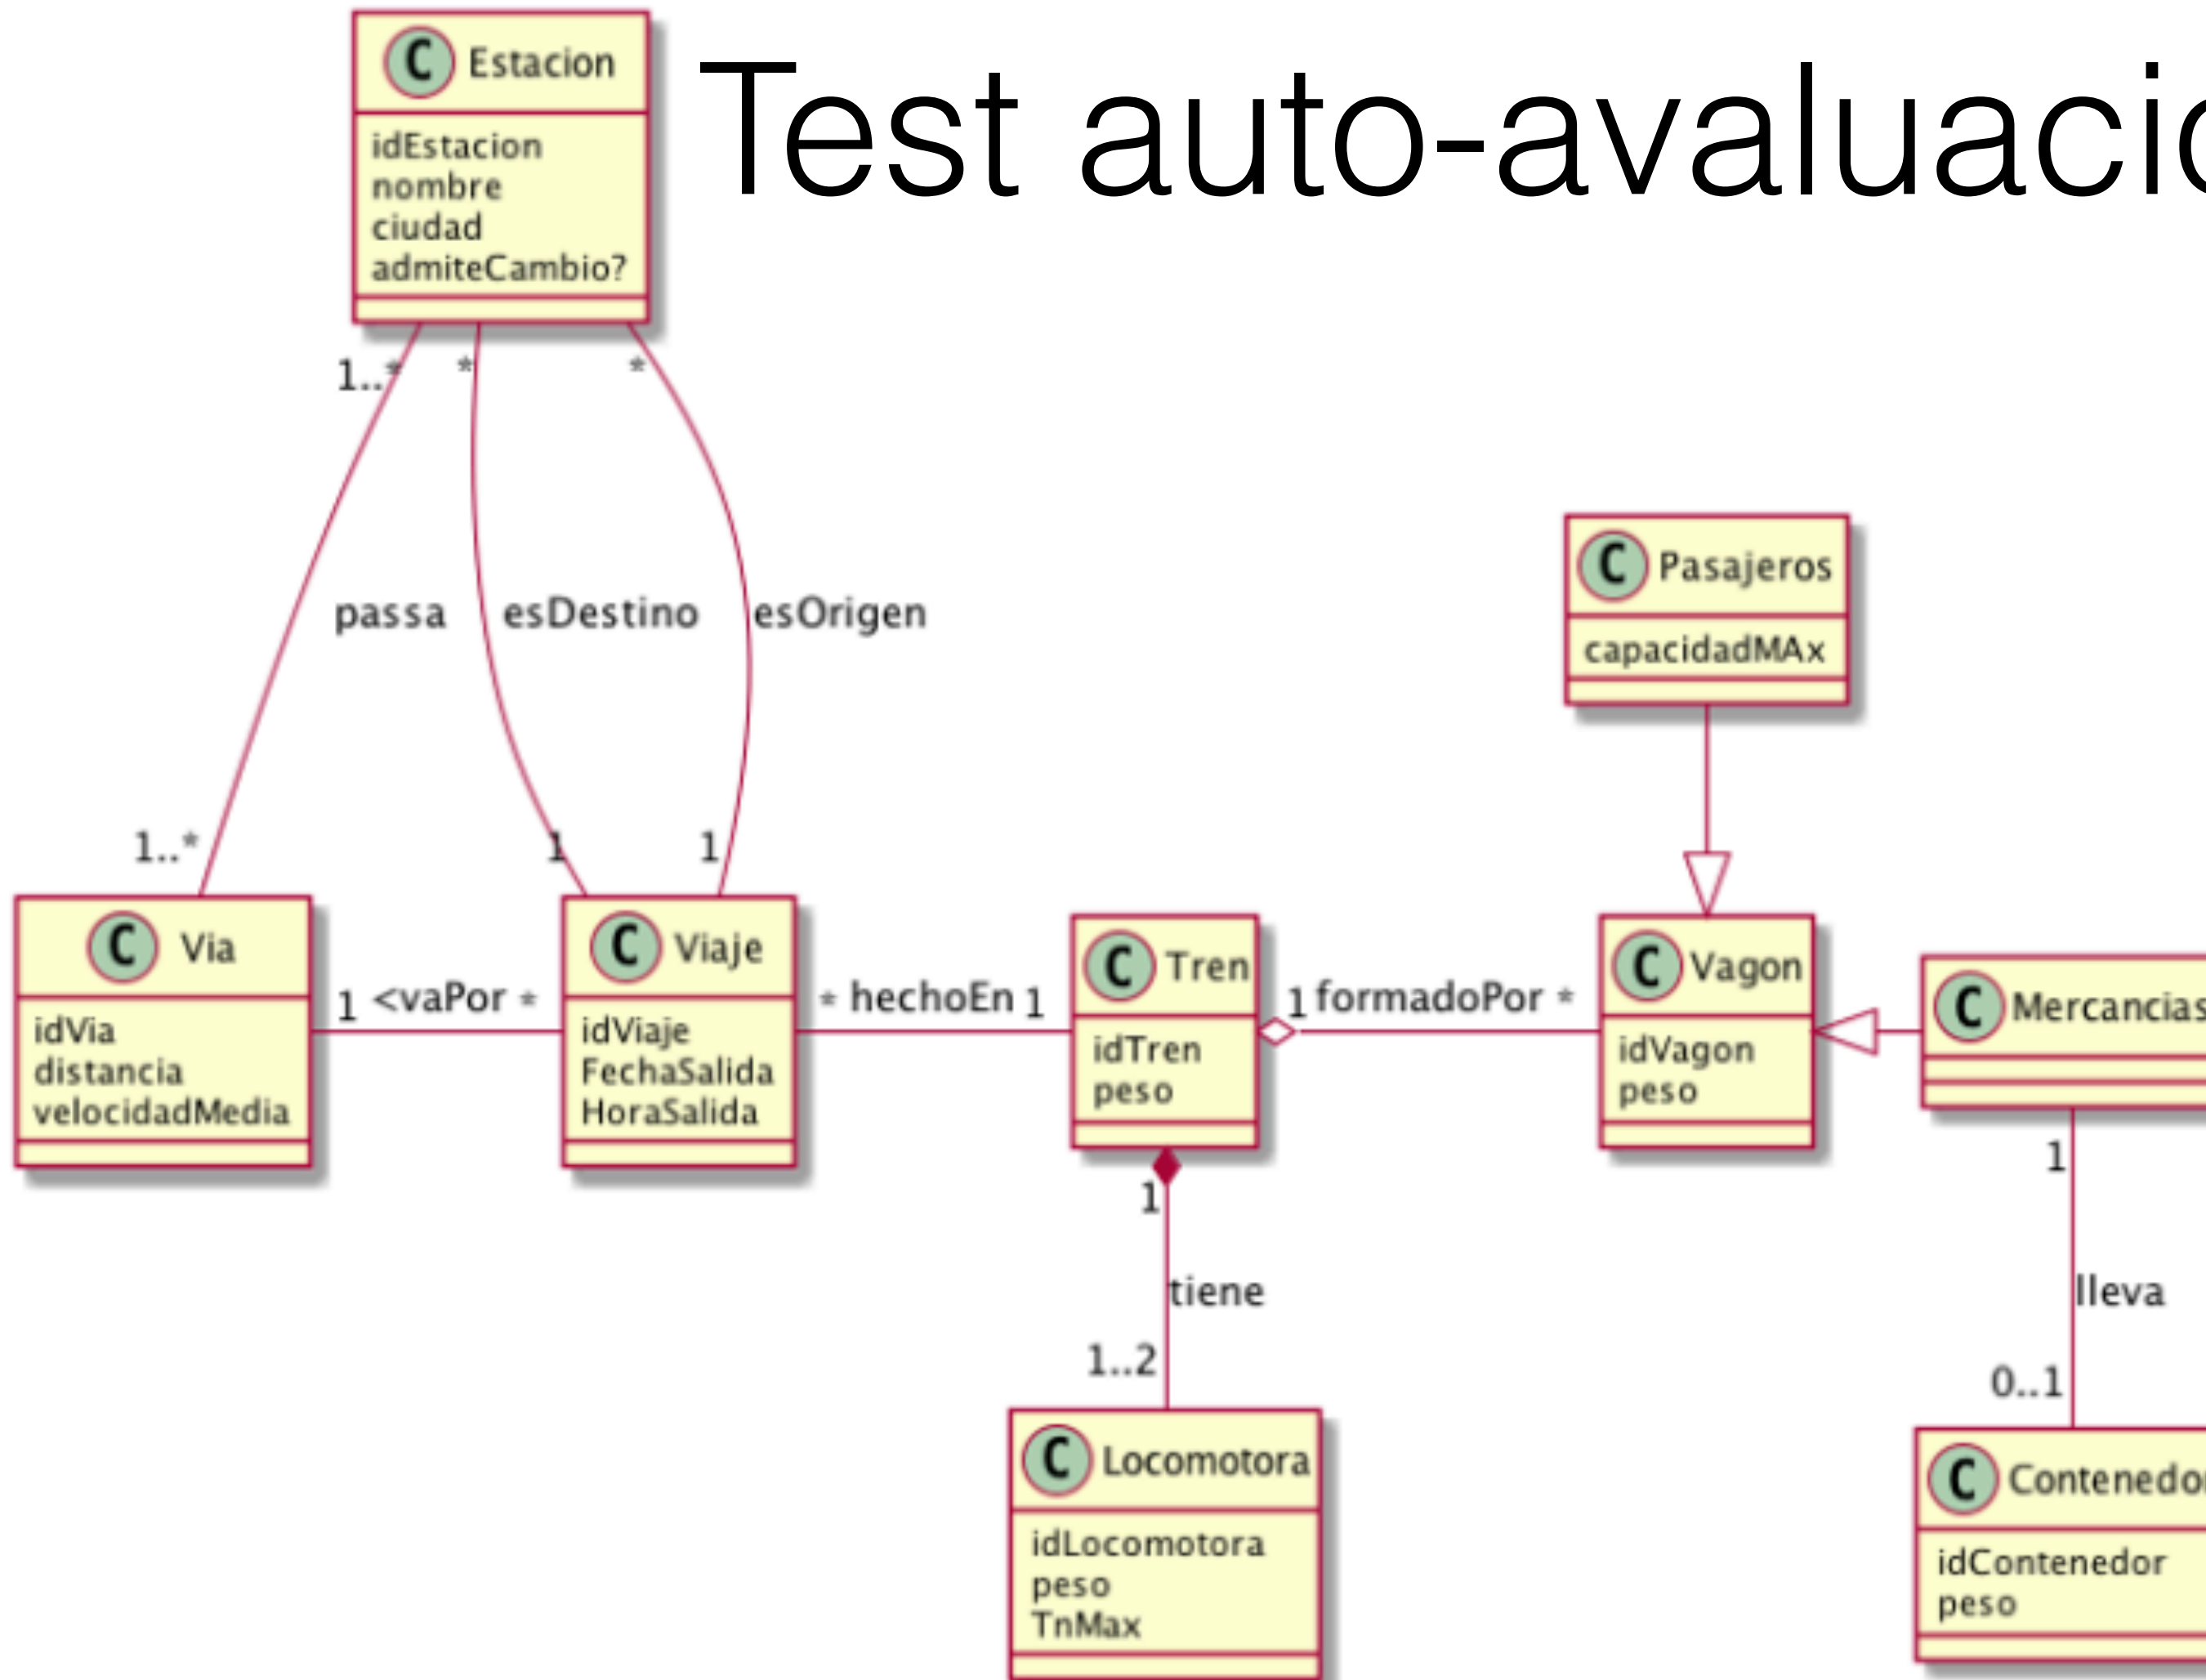 Test auto-avaluació
C Estacion
idEstacion
nombre
ciudad
admiteCambio?
1..*
*
*
passa
esDestino
esOrigen
1..*
1
1
C Pasajeros
capacidadMAx
C Via
idVia
distancia
velocidadMedia
1 <vaPor *
C Viaje
idViaje
FechaSalida
HoraSalida
* hechoEn 1
C Tren
idTren
peso
1 formadoPor *
C Vagon
idVagon
peso
C Mercancias
1
tiene
1..2
1
lleva
0..1
C Locomotora
idLocomotora
peso
TnMax
C Contenedor
idContenedor
peso